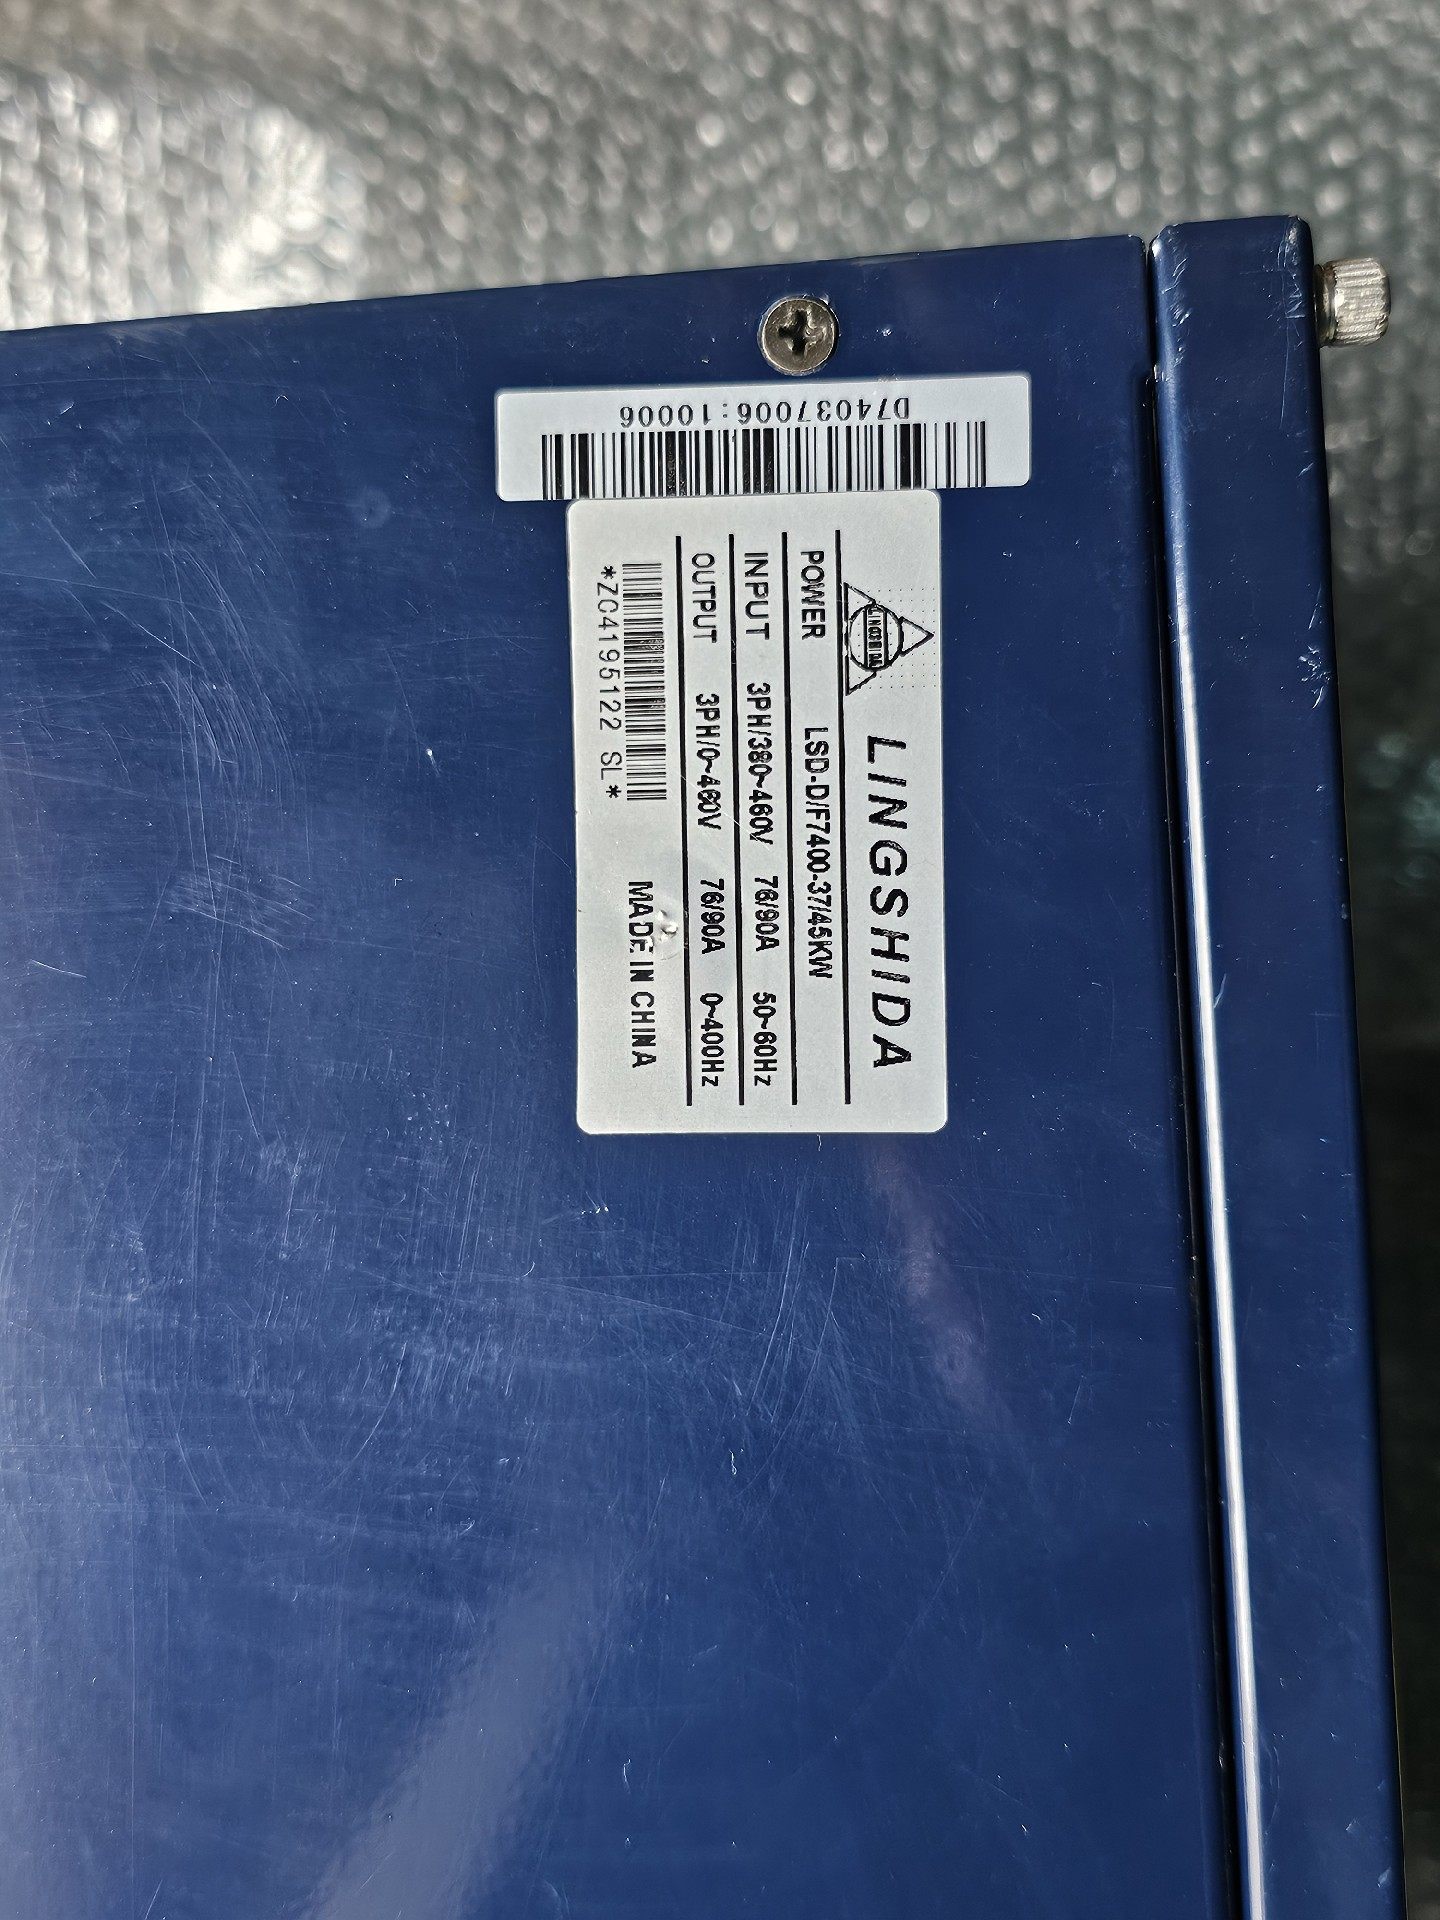 D74037006:10006
LINGSHIDA
LINGSHIDA
POWER LSD-D/F7400-37/45KW
INPUT 3PH/380~460V 76/90A 50~60Hz
OUTPUT 3PH/0~460V 76/90A 0~400Hz
*ZC4195122 SL*
MADE IN CHINA